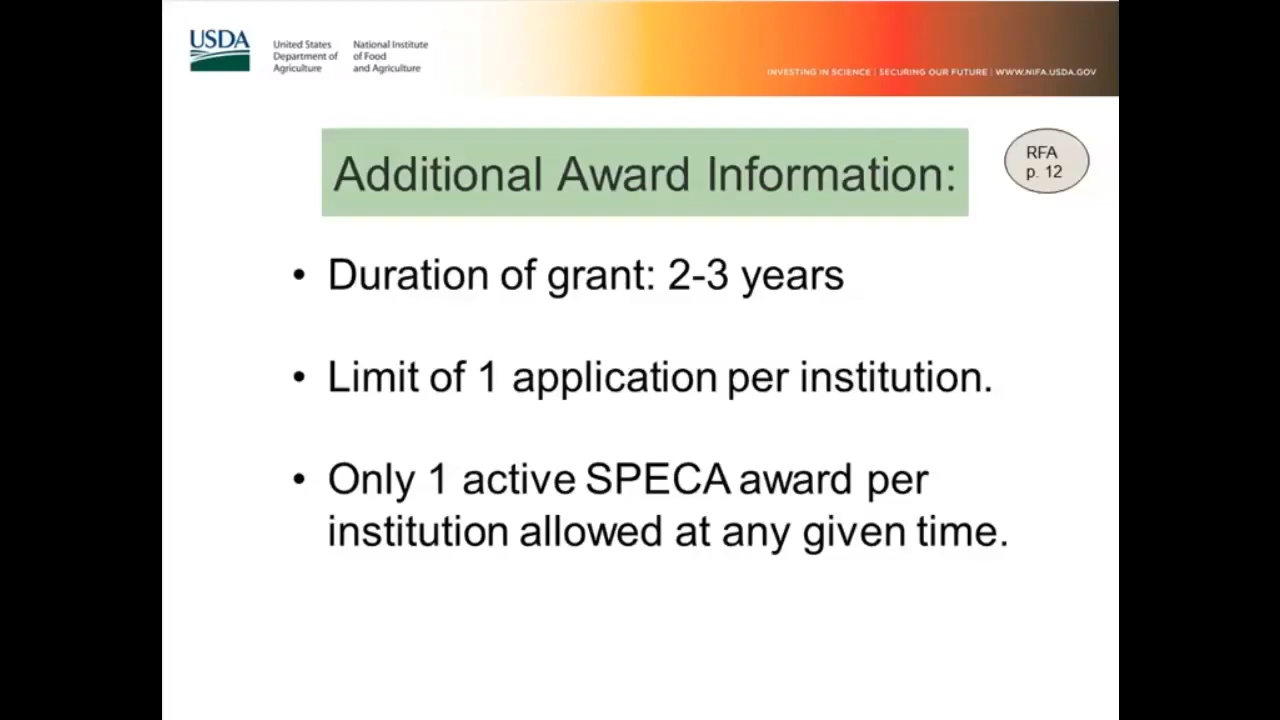 USDA
United States
Department of
Agriculture
National Institute
of Food
and Agriculture
INVESTING IN SCIENCE | SECURING OUR FUTURE | WWW.NIFA.USDA.GOV
Additional Award Information:
RFA
p. 12
• Duration of grant: 2-3 years
• Limit of 1 application per institution.
• Only 1 active SPECA award per
institution allowed at any given time.